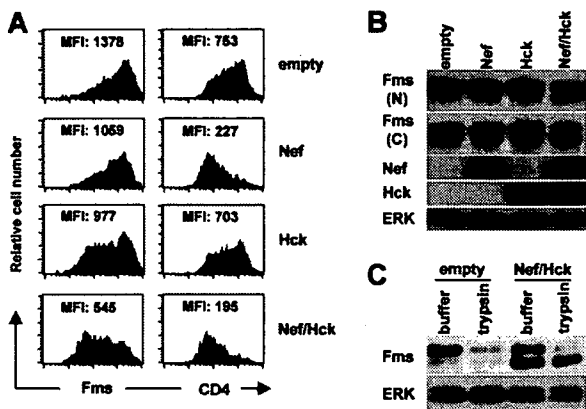 A
MFI: 1378
MFI: 753
empty
MFI: 1059
MFI: 227
Nef
MFI: 977
MFI: 703
Hck
MFI: 545
MFI: 195
Nef/Hck
Relative cell number
Fms
CD4
B
empty
Nef
Hck
Nef/Hck
Fms
(N)
Fms
(C)
Nef
Hck
ERK
C
empty
Nef/Hck
buffer
trypsin
buffer
trypsin
Fms
ERK